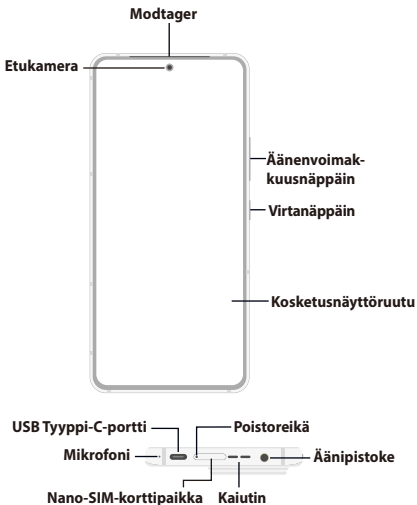 Modtager
Etukamera
Äänenvoimak-
kuusnäppäin
Virtanäppäin
Kosketusnäyttöruutu
USB Tyyppi-C-portti
Poistoreikä
Mikrofoni
Äänipistoke
Nano-SIM-korttipaikka
Kaiutin